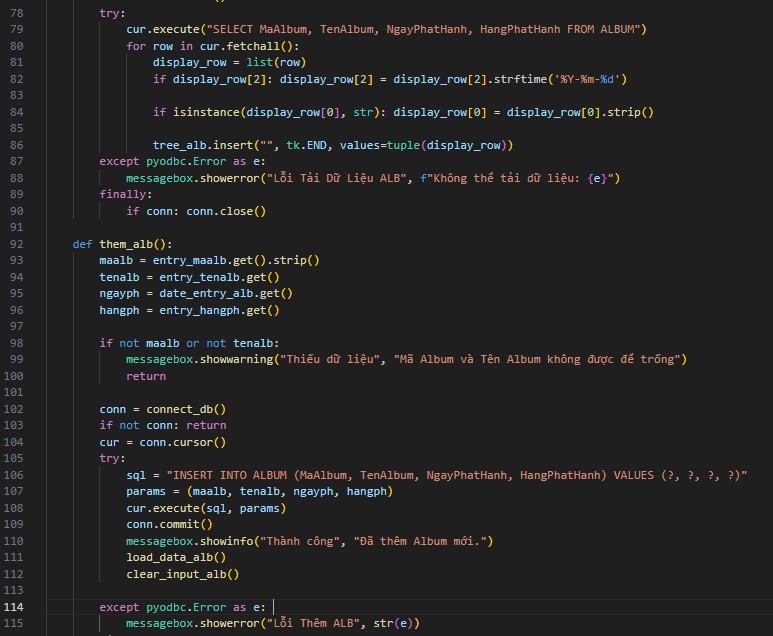 78 try:
79 cur.execute("SELECT MaAlbum, TenAlbum, NgayPhatHanh, HangPhatHanh FROM ALBUM")
80 for row in cur.fetchall():
81 display_row = list(row)
82 if display_row[2]: display_row[2] = display_row[2].strftime('%Y-%m-%d')
83
84 if isinstance(display_row[0], str): display_row[0] = display_row[0].strip()
85
86 tree_alb.insert("", tk.END, values=tuple(display_row))
87 except pyodbc.Error as e:
88 messagebox.showerror("Lỗi Tải Dữ Liệu ALB", f"Không thể tải dữ liệu: {e}")
89 finally:
90 if conn: conn.close()
91
92 def them_alb():
93 maalb = entry_maalb.get().strip()
94 tenalb = entry_tenalb.get()
95 ngayph = date_entry_alb.get()
96 hangph = entry_hangph.get()
97
98 if not maalb or not tenalb:
99 messagebox.showwarning("Thiếu dữ liệu", "Mã Album và Tên Album không được để trống")
100 return
101
102 conn = connect_db()
103 if not conn: return
104 cur = conn.cursor()
105 try:
106 sql = "INSERT INTO ALBUM (MaAlbum, TenAlbum, NgayPhatHanh, HangPhatHanh) VALUES (?, ?, ?, ?)"
107 params = (maalb, tenalb, ngayph, hangph)
108 cur.execute(sql, params)
109 conn.commit()
110 messagebox.showinfo("Thành công", "Đã thêm Album mới.")
111 load_data_alb()
112 clear_input_alb()
113
114 except pyodbc.Error as e:
115 messagebox.showerror("Lỗi Thêm ALB", str(e))